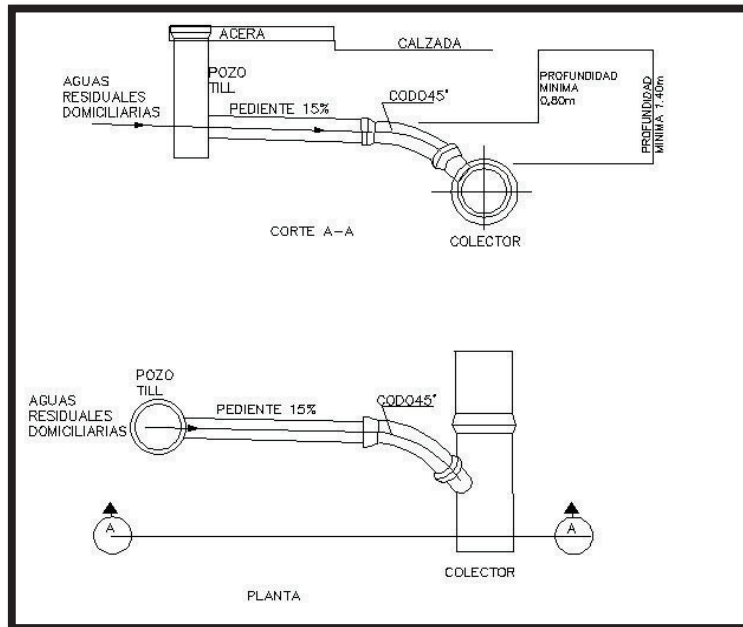 ACERA
CALZADA
AGUAS
RESIDUALES
DOMICILIARIAS
POZO
TILL
PEDIENTE 15%
CODO45°
PROFUNDIDAD
MINIMA
0,80m
PROFUNDIDAD
MINIMA 1.40m
CORTE A-A
COLECTOR
POZO
TILL
AGUAS
RESIDUALES
DOMICILIARIAS
PEDIENTE 15%
CODO45°
A
A
COLECTOR
PLANTA